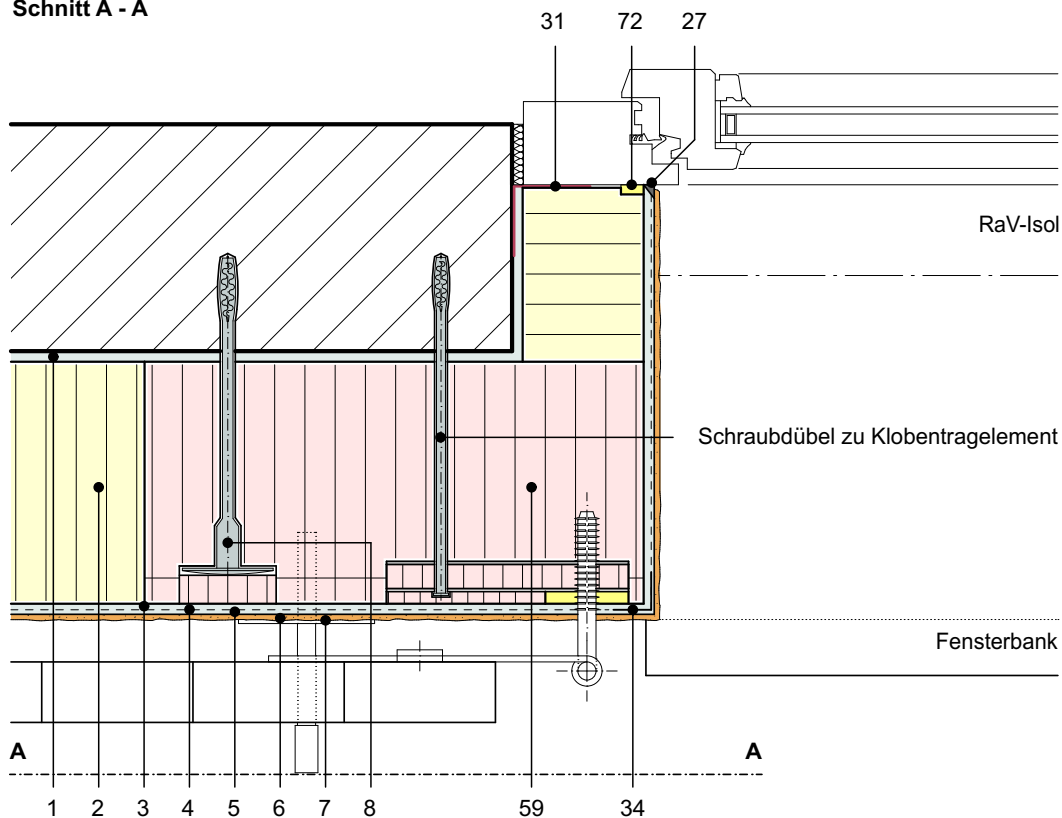 Schnitt A - A
31 72 27
RaV-Isol
Schraubdübel zu Klobentragelement
Fensterbank
A A
1 2 3 4 5 6 7 8 59 34